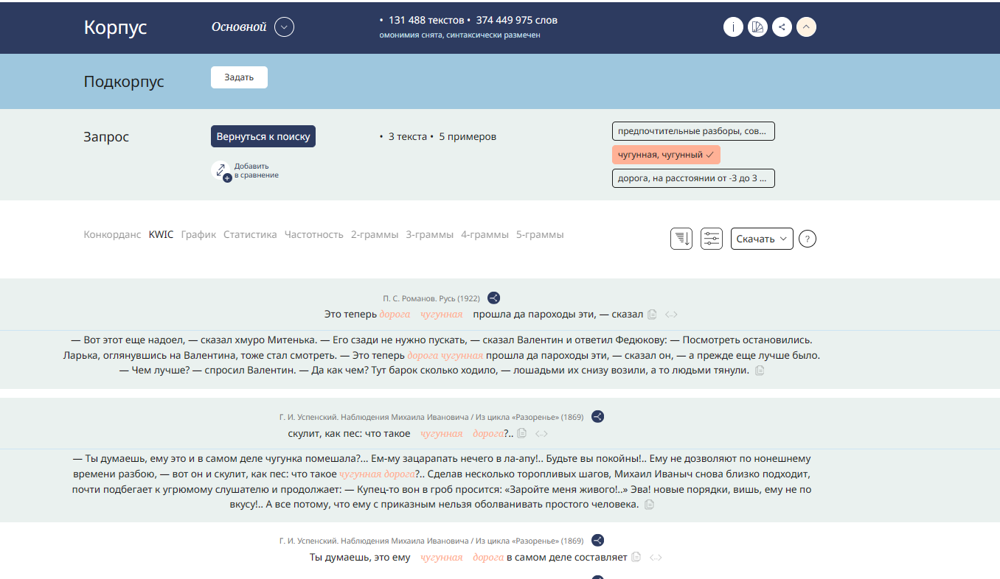 Корпус
Основной
• 131 488 текстов • 374 449 975 слов
омонимия снята, синтаксически размечен
Подкорпус
Задать
Запрос
Вернуться к поиску
• 3 текста • 5 примеров
предпочтительные разборы, сов...
чугунная, чугунный
дорога, на расстоянии от -3 до 3 ...
Добавить
в сравнение
Конкорданс KWIC График Статистика Частотность 2-граммы 3-граммы 4-граммы 5-граммы
Скачать
?
П. С. Романов. Русь (1922)
Это теперь дорога чугунная прошла да пароходы эти, — сказал
— Вот этот еще надоел, — сказал хмуро Митенька. — Его сзади не нужно пускать, — сказал Валентин и ответил Федюкову: — Посмотреть остановились.
Ларька, оглянувшись на Валентина, тоже стал смотреть. — Это теперь дорога чугунная прошла да пароходы эти, — сказал он, — а прежде еще лучше было.
— Чем лучше? — спросил Валентин. — Да как чем? Тут барок сколько ходило, — лошадьми их снизу возили, а то людьми тянули.
Г. И. Успенский. Наблюдения Михаила Ивановича / Из цикла «Разоренье» (1869)
скулит, как пес: что такое чугунная дорога?..
— Ты думаешь, ему это и в самом деле чугунка помешала?... Ем-му зацарапать нечего в ла-апу!.. Будьте вы покойны!.. Ему не дозволяют по нонешнему
времени разбою, — вот он и скулит, как пес: что такое чугунная дорога?.. Сделав несколько торопливых шагов, Михаил Иваныч снова близко подходит,
почти подбегает к угрюмому слушателю и продолжает: — Купец-то вон в гроб просится: «Заройте меня живого!..» Эва! новые порядки, вишь, ему не по
вкусу!.. А все потому, что ему с приказным нельзя оболванивать простого человека.
Г. И. Успенский. Наблюдения Михаила Ивановича / Из цикла «Разоренье» (1869)
Ты думаешь, это ему чугунная дорога в самом деле составляет